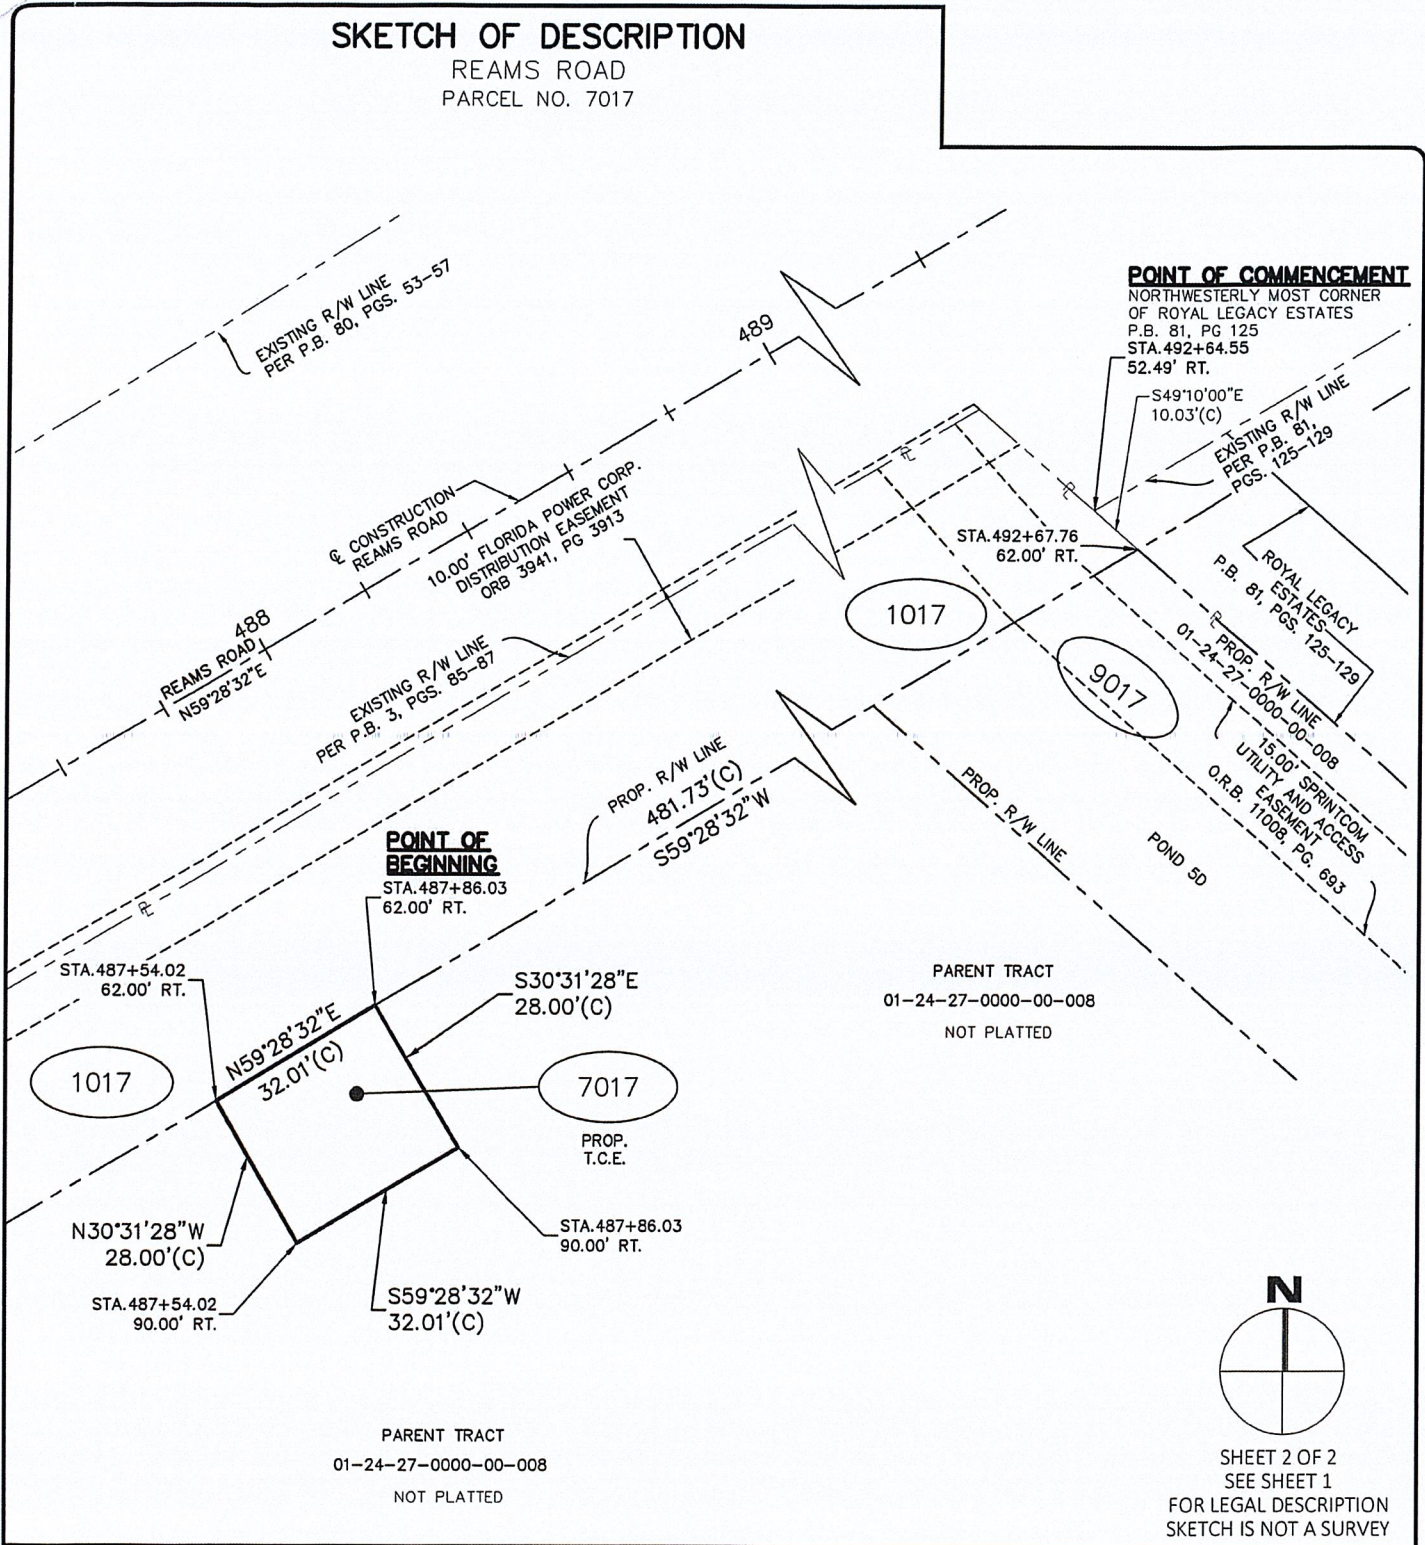 SKETCH OF DESCRIPTION
REAMS ROAD
PARCEL NO. 7017
EXISTING R/W LINE
PER P.B. 80, PGS. 53-57
489
POINT OF COMMENCEMENT
NORTHWESTERLY MOST CORNER
OF ROYAL LEGACY ESTATES
P.B. 81, PG 125
STA.492+64.55
52.49' RT.
S49°10'00"E
10.03'(C)
EXISTING R/W LINE
PER P.B. 81,
PGS. 125-129
℄ CONSTRUCTION
REAMS ROAD
10.00' FLORIDA POWER CORP.
DISTRIBUTION EASEMENT
ORB 3941, PG 3913
STA.492+67.76
62.00' RT.
ROYAL LEGACY
ESTATES
P.B. 81, PGS. 125-129
1017
488
REAMS ROAD
N59°28'32"E
EXISTING R/W LINE
PER P.B. 3, PGS. 85-87
9017
PROP. R/W LINE
01-24-27-0000-00-008
15.00' SPRINTCOM
UTILITY AND ACCESS
EASEMENT
O.R.B. 11008, PG. 693
PROP. R/W LINE
481.73'(C)
S59°28'32"W
PROP. R/W LINE
POND 5D
POINT OF
BEGINNING
STA.487+86.03
62.00' RT.
PL
PL
PL
PL
STA.487+54.02
62.00' RT.
S30°31'28"E
28.00'(C)
PARENT TRACT
01-24-27-0000-00-008
NOT PLATTED
N59°28'32"E
32.01'(C)
1017
7017
PROP.
T.C.E.
N30°31'28"W
28.00'(C)
STA.487+86.03
90.00' RT.
STA.487+54.02
90.00' RT.
S59°28'32"W
32.01'(C)
N
PARENT TRACT
01-24-27-0000-00-008
NOT PLATTED
SHEET 2 OF 2
SEE SHEET 1
FOR LEGAL DESCRIPTION
SKETCH IS NOT A SURVEY